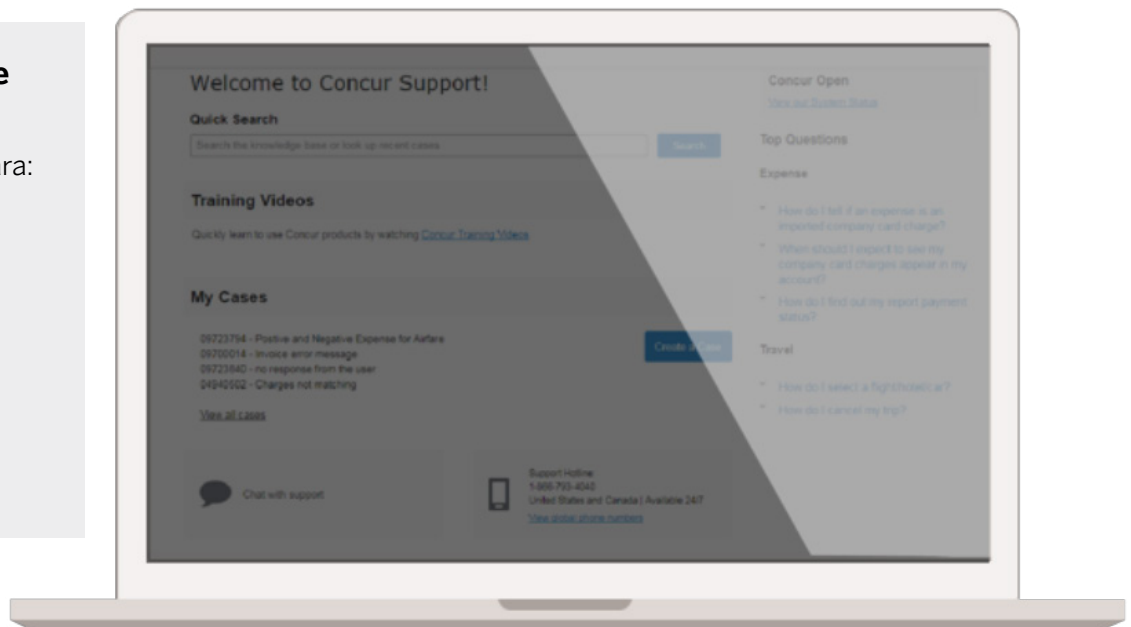 e
ra:
Welcome to Concur Support!
Quick Search
Search the knowledge base or look up recent cases
Search
Training Videos
Quickly learn to use Concur products by watching Concur Training Videos
My Cases
09723794 - Postive and Negative Expense for Airfare
09700014 - Invoice error message
09723840 - no response from the user
04940502 - Charges not matching
Create a Case
View all cases
Chat with support
Support Hotline:
1-866-793-4040
United States and Canada | Available 24/7
View global phone numbers
Concur Open
View our System Status
Top Questions
Expense
How do I tell if an expense is an
imported company card charge?
When should I expect to see my
company card charges appear in my
account?
How do I find out my report payment
status?
Travel
How do I select a flight/hotel/car?
How do I cancel my trip?